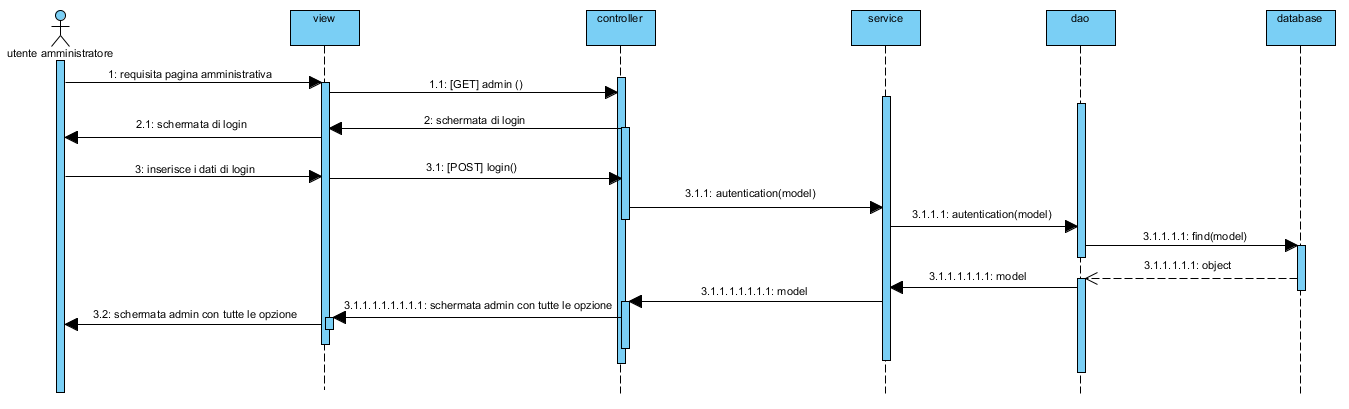 view
controller
service
dao
database
utente amministratore
1: requisita pagina amministrativa
1.1: [GET] admin ()
2: schermata di login
2.1: schermata di login
3: inserisce i dati di login
3.1: [POST] login()
3.1.1: autentication(model)
3.1.1.1: autentication(model)
3.1.1.1.1: find(model)
3.1.1.1.1.1: object
3.1.1.1.1.1.1: model
3.1.1.1.1.1.1.1: model
3.1.1.1.1.1.1.1.1: schermata admin con tutte le opzione
3.2: schermata admin con tutte le opzione